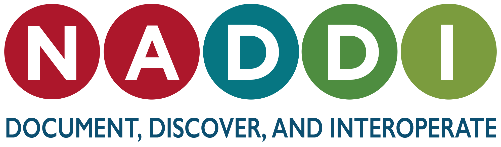 NADDI
DOCUMENT, DISCOVER, AND INTEROPERATE